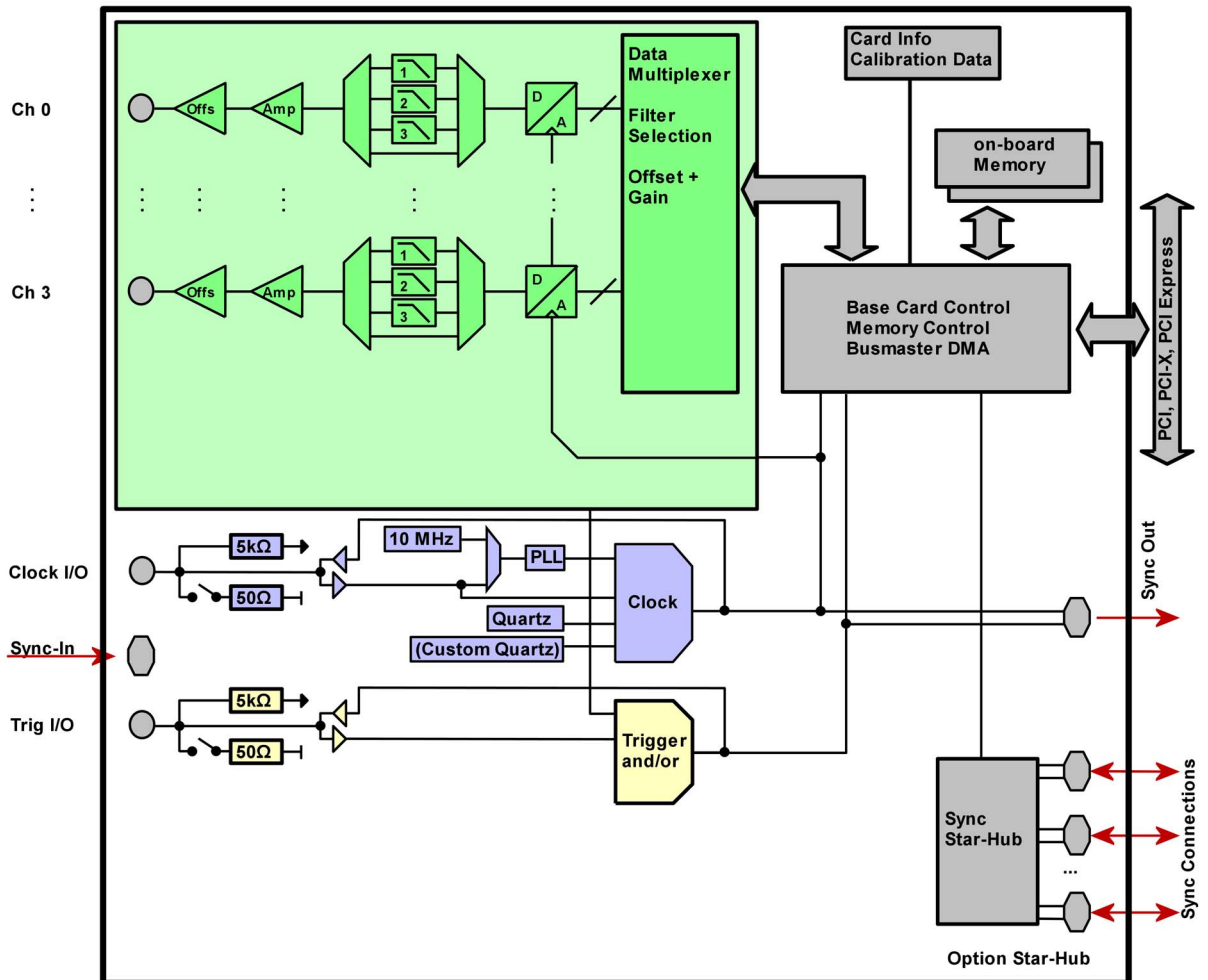 Card Info
Calibration Data
Data
Multiplexer
Filter
Selection
Offset +
Gain
Ch 0
Offs
Amp
1
2
3
D
A
on-board
Memory
Ch 3
Offs
Amp
1
2
3
D
A
Base Card Control
Memory Control
Busmaster DMA
PCI, PCI-X, PCI Express
Clock I/O
5kΩ
50Ω
10 MHz
PLL
Clock
Quartz
(Custom Quartz)
Sync Out
Sync-In
Trig I/O
5kΩ
50Ω
Trigger
and/or
Sync
Star-Hub
...
Sync Connections
Option Star-Hub